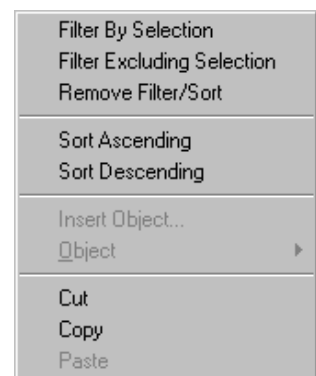 Filter By Selection
Filter Excluding Selection
Remove Filter/Sort
Sort Ascending
Sort Descending
Insert Object...
Object
Cut
Copy
Paste